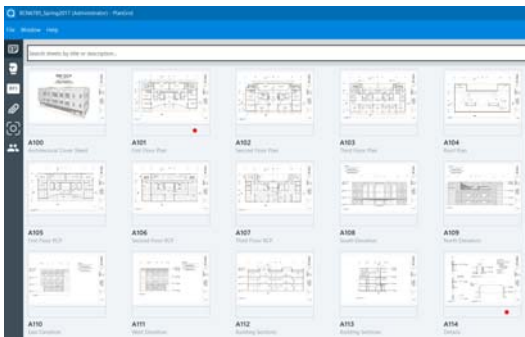 BCN6785_Spring2017 (Administrator) - PlanGrid
File Window Help
Search sheets by title or description...
A100
Architectural Cover Sheet
A101
First Floor Plan
A102
Second Floor Plan
A103
Third Floor Plan
A104
Roof Plan
A105
First Floor RCP
A106
Second Floor RCP
A107
Third Floor RCP
A108
South Elevation
A109
North Elevation
A110
East Elevation
A111
West Elevation
A112
Building Sections
A113
Building Sections
A114
Details